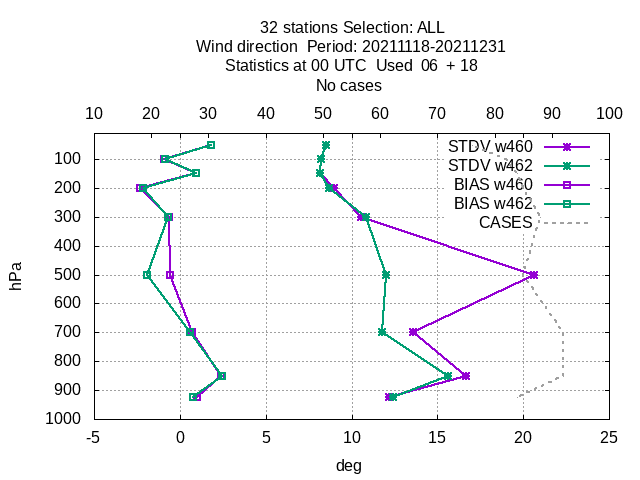 32 stations Selection: ALL
Wind direction  Period: 20211118-20211231
Statistics at 00 UTC  Used  06  + 18
No cases
10 20 30 40 50 60 70 80 90 100
STDV w460
STDV w462
BIAS w460
BIAS w462
CASES
hPa
100
200
300
400
500
600
700
800
900
1000
-5 0 5 10 15 20 25
deg